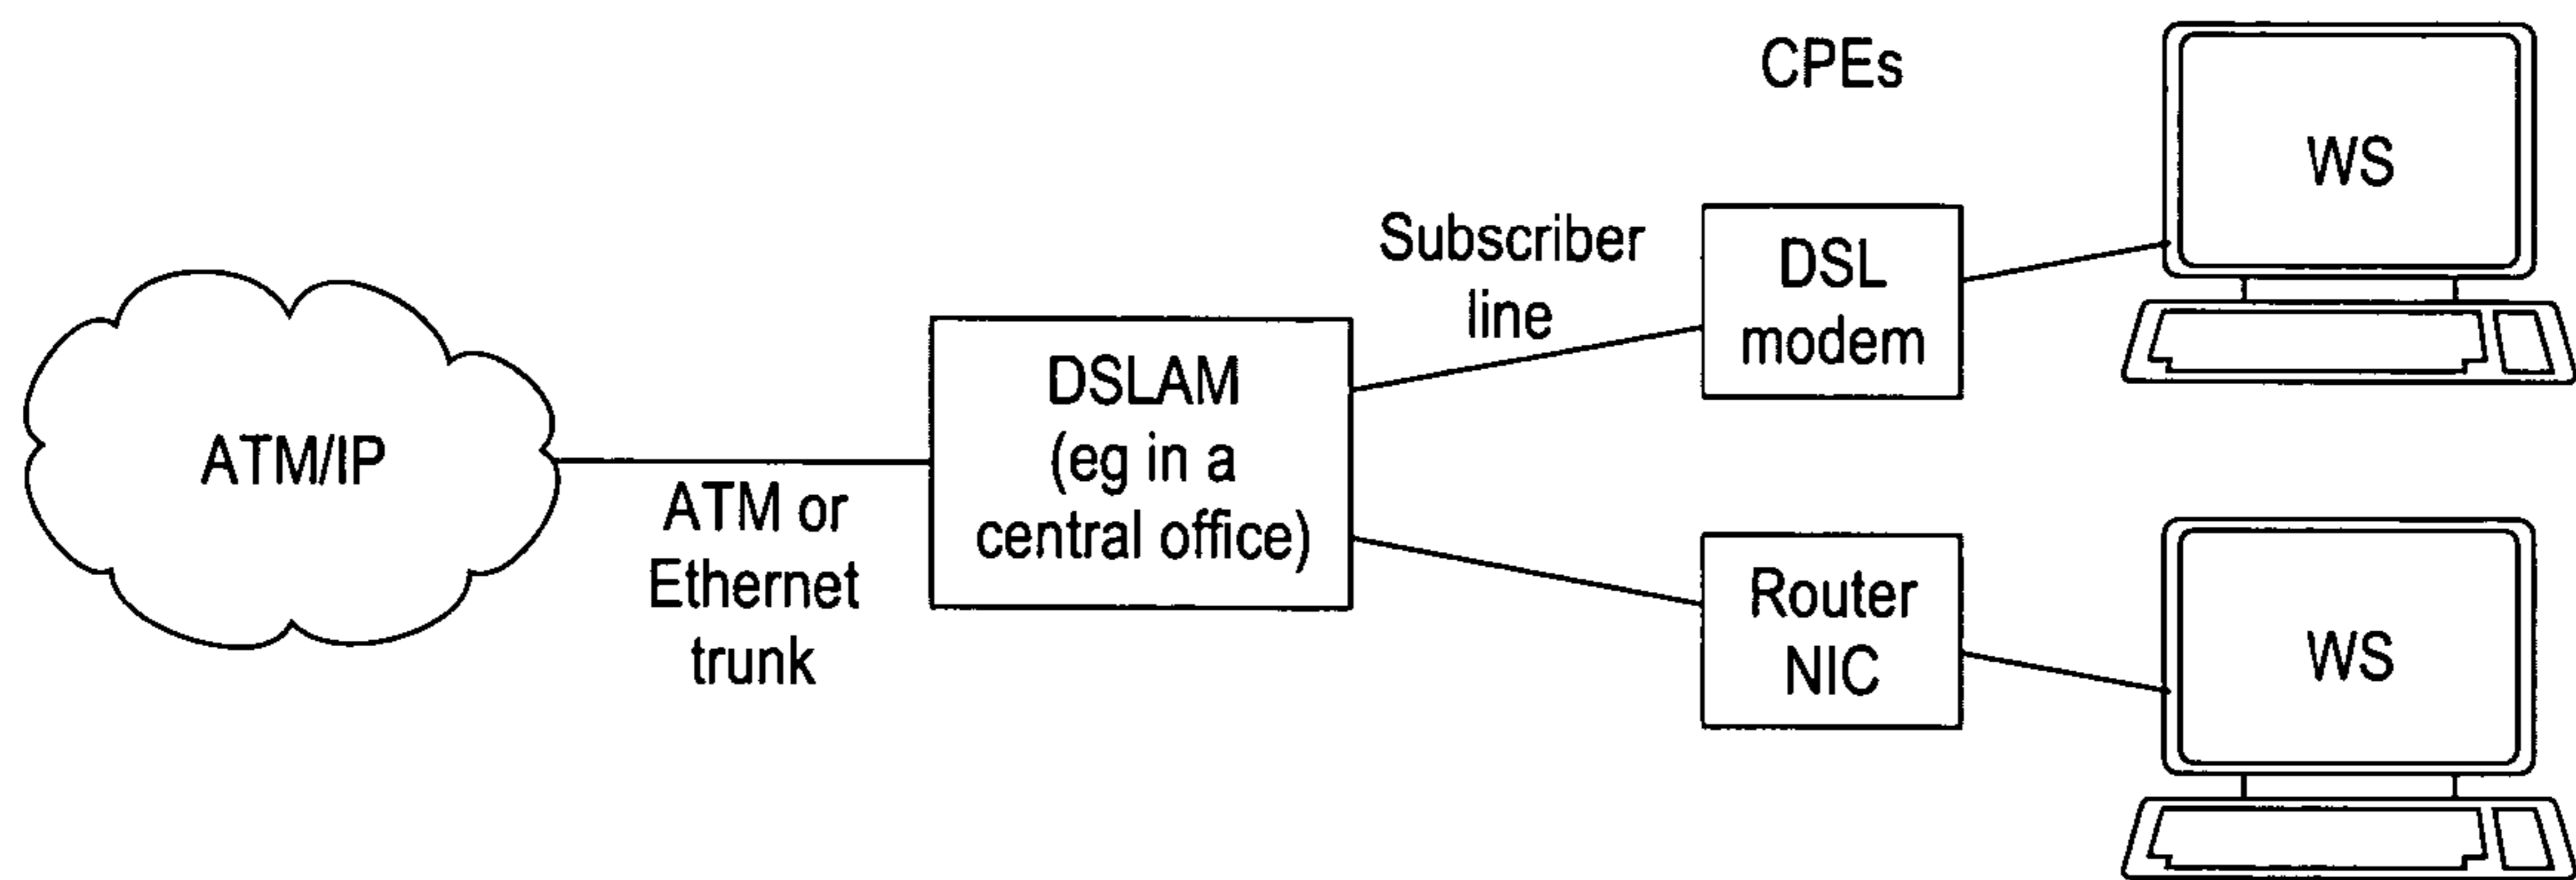 ATM/IP
ATM or
Ethernet
trunk
DSLAM
(eg in a
central office)
Subscriber
line
CPEs
DSL
modem
WS
Router
NIC
WS